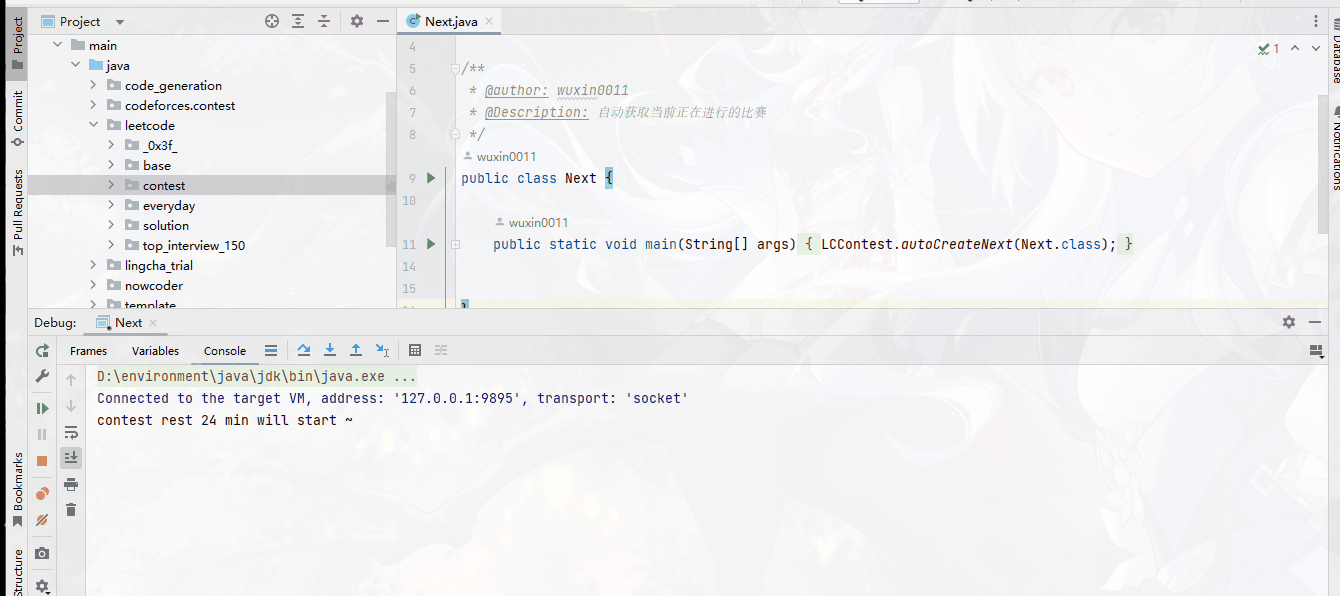 Project
Commit
Pull Requests
Bookmarks
Structure
Project
main
java
code_generation
codeforces.contest
leetcode
_0x3f_
base
contest
everyday
solution
top_interview_150
lingcha_trial
nowcoder
template
Next.java
1
4
5 /**
6 * @author: wuxin0011
7 * @Description: 自动获取当前正在进行的比赛
8 */
wuxin0011
9 public class Next {
10
wuxin0011
11 public static void main(String[] args) { LCContest.autoCreateNext(Next.class); }
14
15
}
Database
Notifications
Debug: Next
Frames Variables Console
D:\environment\java\jdk\bin\java.exe ...
Connected to the target VM, address: '127.0.0.1:9895', transport: 'socket'
contest rest 24 min will start ~